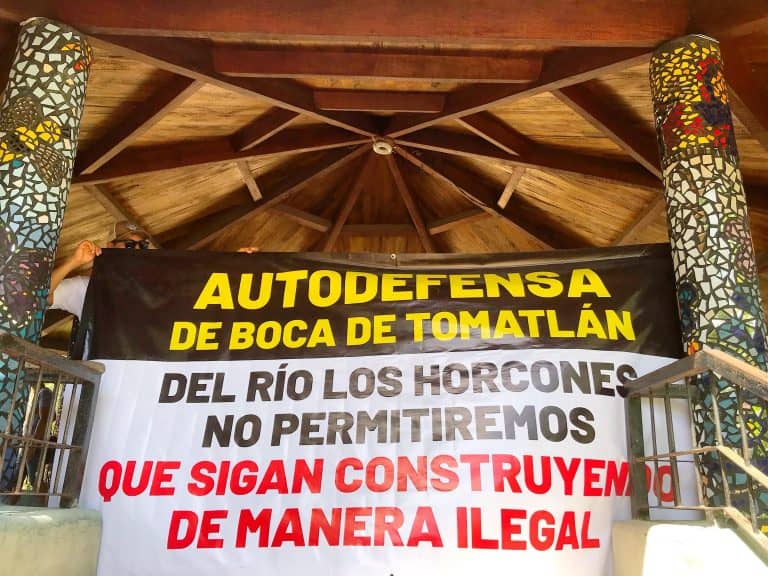 AUTODEFENSA
DE BOCA DE TOMATLÁN
DEL RÍO LOS HORCONES
NO PERMITIREMOS
QUE SIGAN CONSTRUYENDO
DE MANERA ILEGAL